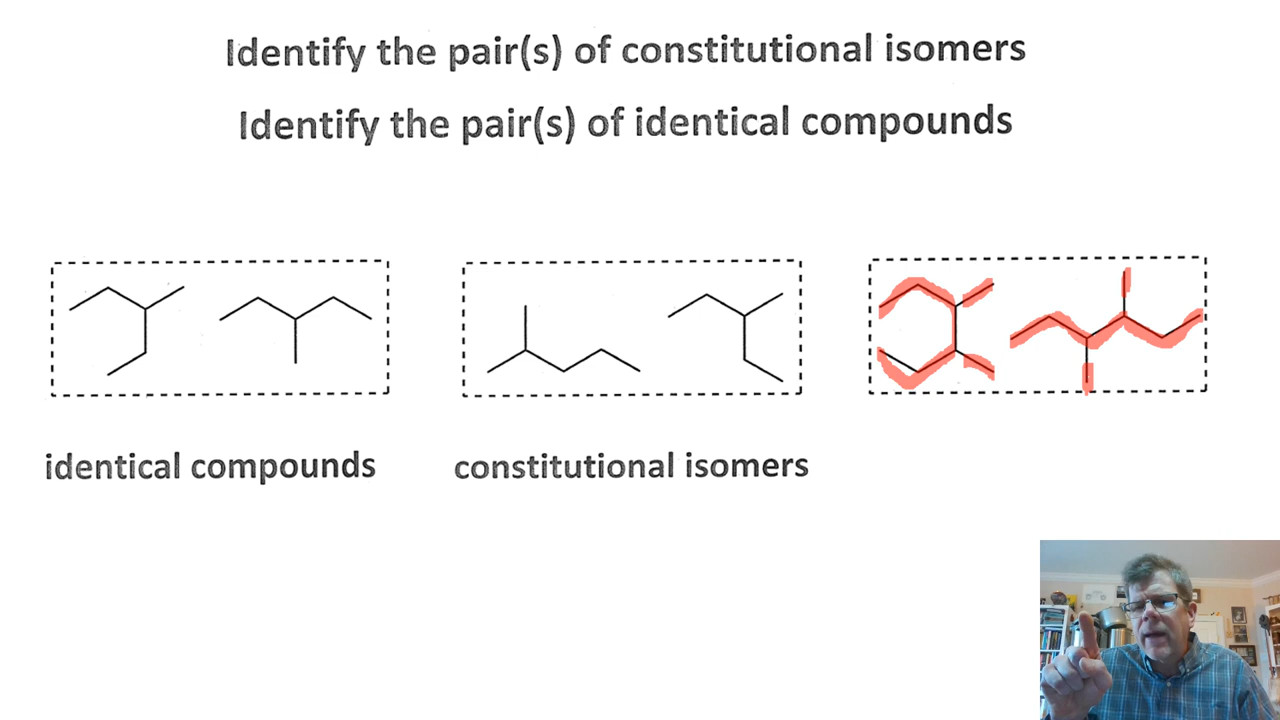 Identify the pair(s) of constitutional isomers
Identify the pair(s) of identical compounds
identical compounds
constitutional isomers